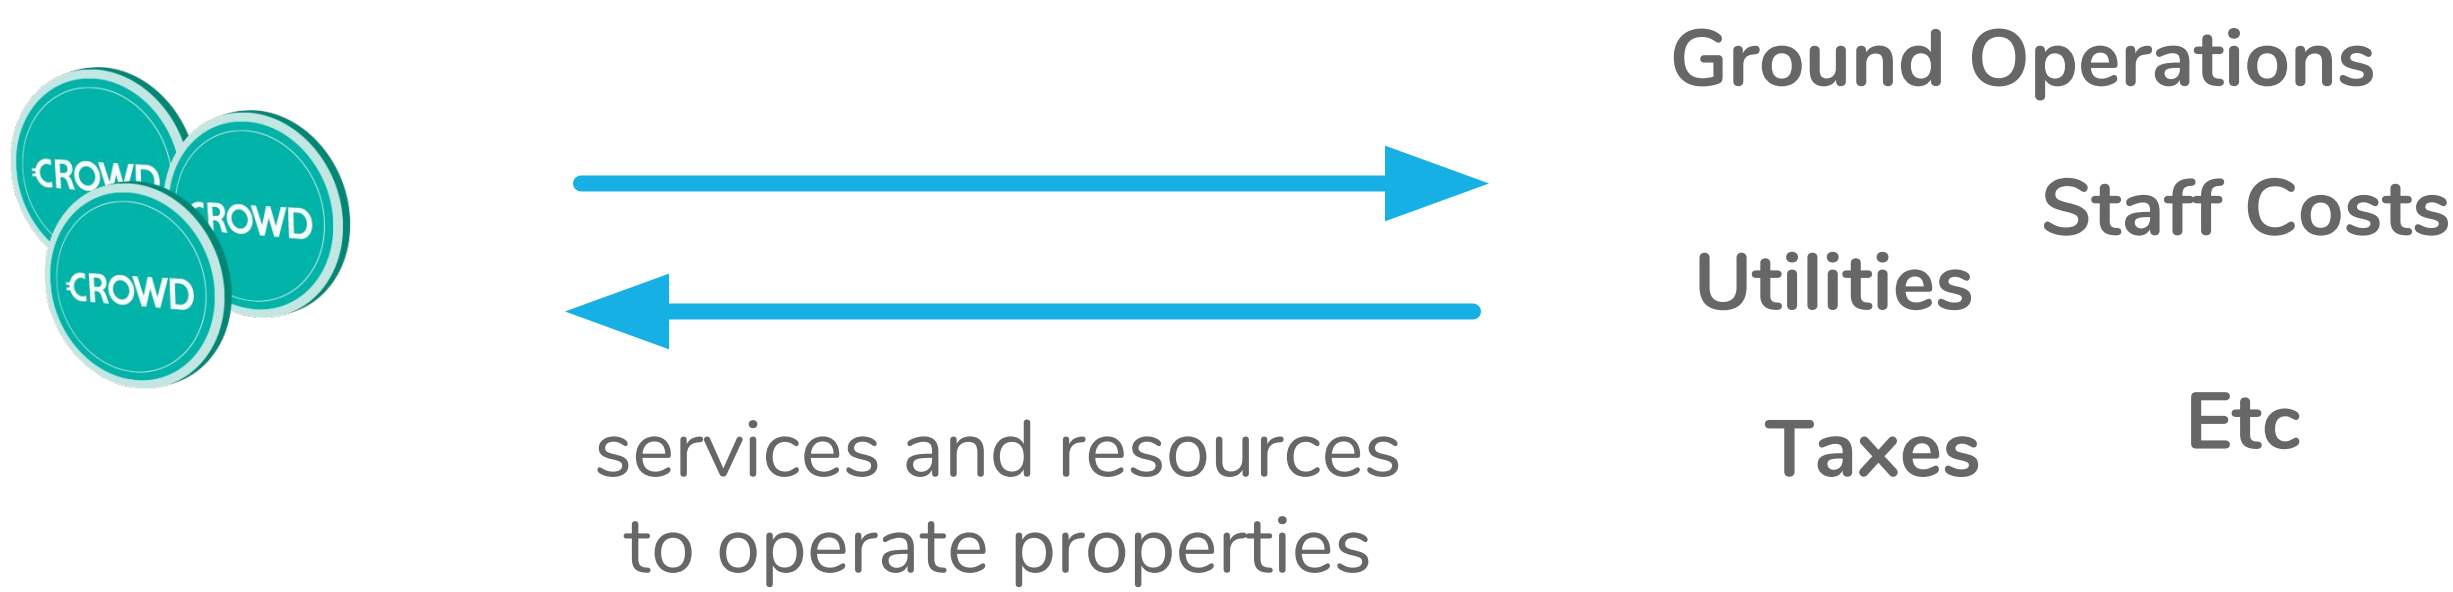 Ground Operations
CROWD
CROWD
Staff Costs
Utilities
CROWD
services and resources
to operate properties
Taxes
Etc